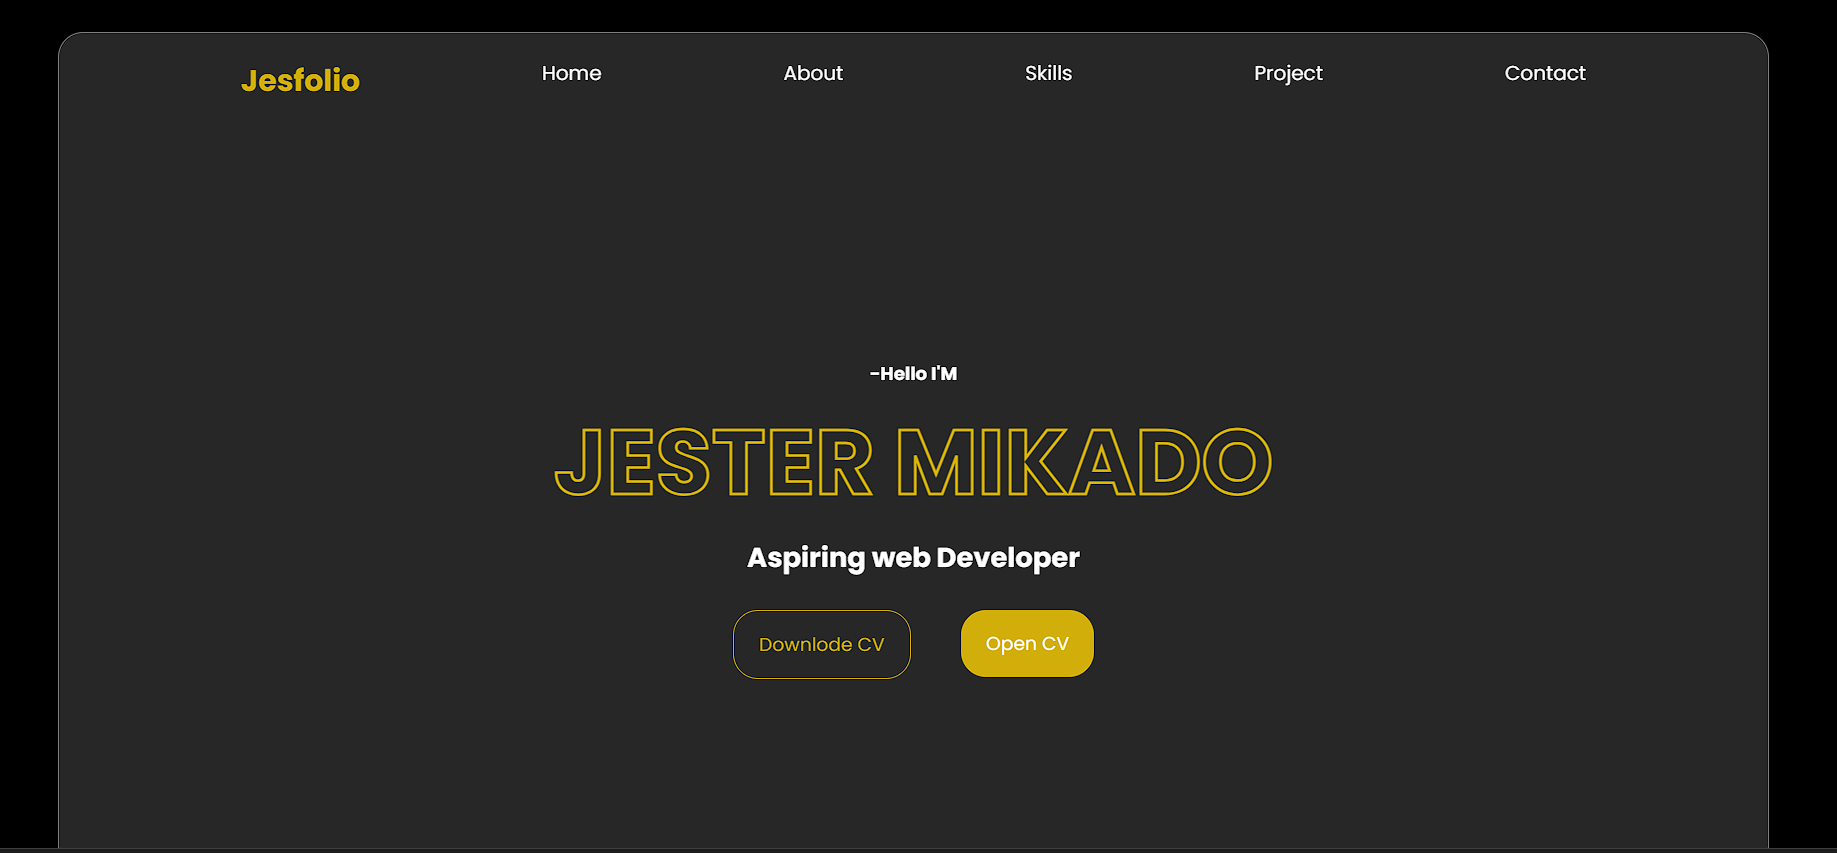 Jesfolio Home About Skills Project Contact
-Hello I'M
JESTER MIKADO
Aspiring web Developer
Downlode CV Open CV